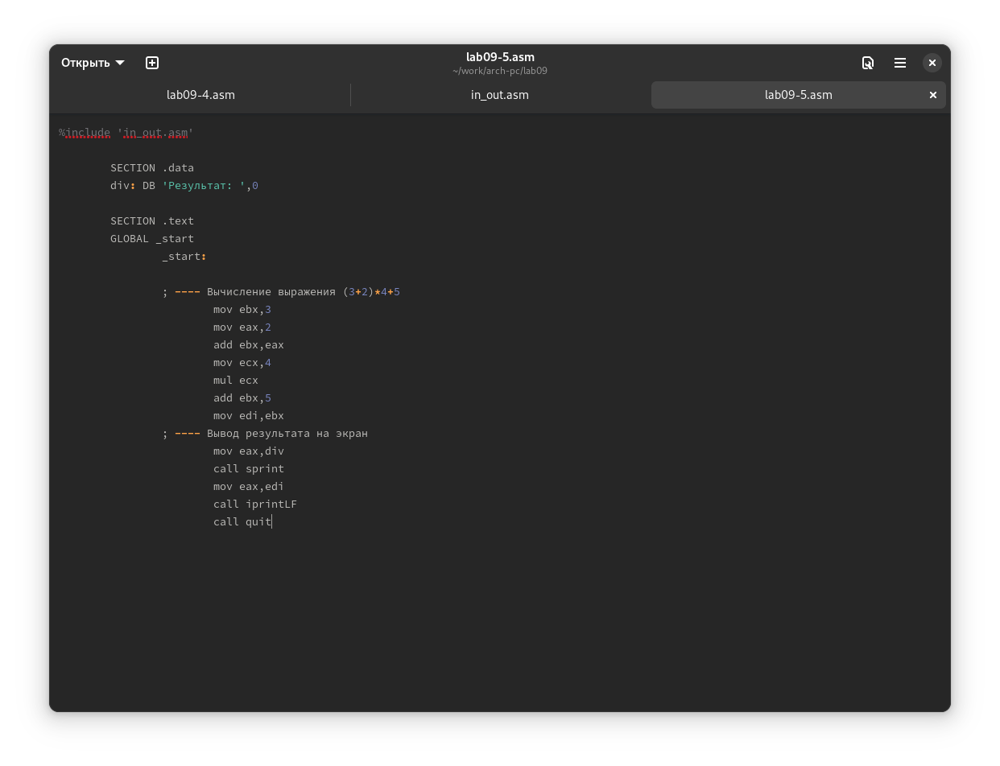 Открыть
lab09-5.asm
~/work/arch-pc/lab09
lab09-4.asm
in_out.asm
lab09-5.asm
%include 'in_out.asm'
SECTION .data
div: DB 'Результат: ',0
SECTION .text
GLOBAL _start
_start:
; ---- Вычисление выражения (3+2)*4+5
mov ebx,3
mov eax,2
add ebx,eax
mov ecx,4
mul ecx
add ebx,5
mov edi,ebx
; ---- Вывод результата на экран
mov eax,div
call sprint
mov eax,edi
call iprintLF
call quit